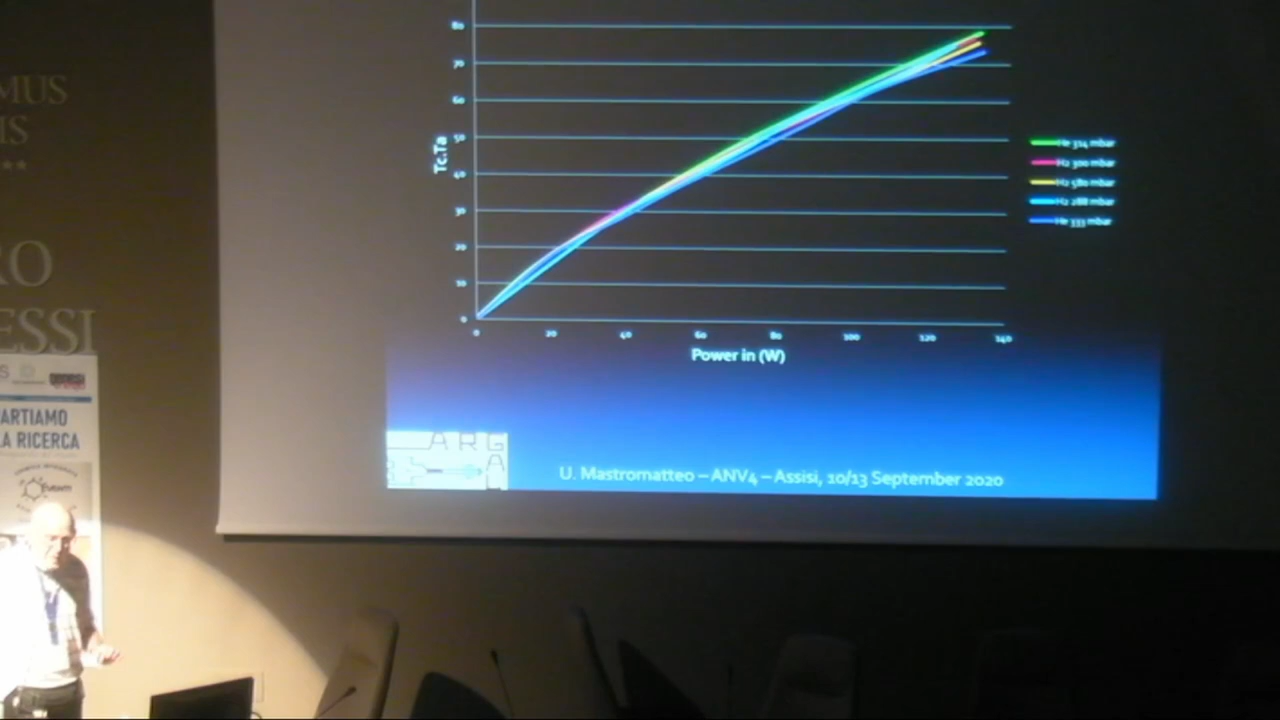 MUS
IS
**
RO
ESSI
ARTIAMO
A RICERCA
80
70
60
50
40
30
20
10
0
Tc.Ta
0 20 40 60 80 100 120 140
Power in (W)
He 314 mbar
H2 300 mbar
H2 580 mbar
H2 288 mbar
He 333 mbar
ARG
A
U. Mastromatteo – ANV4 – Assisi, 10/13 September 2020